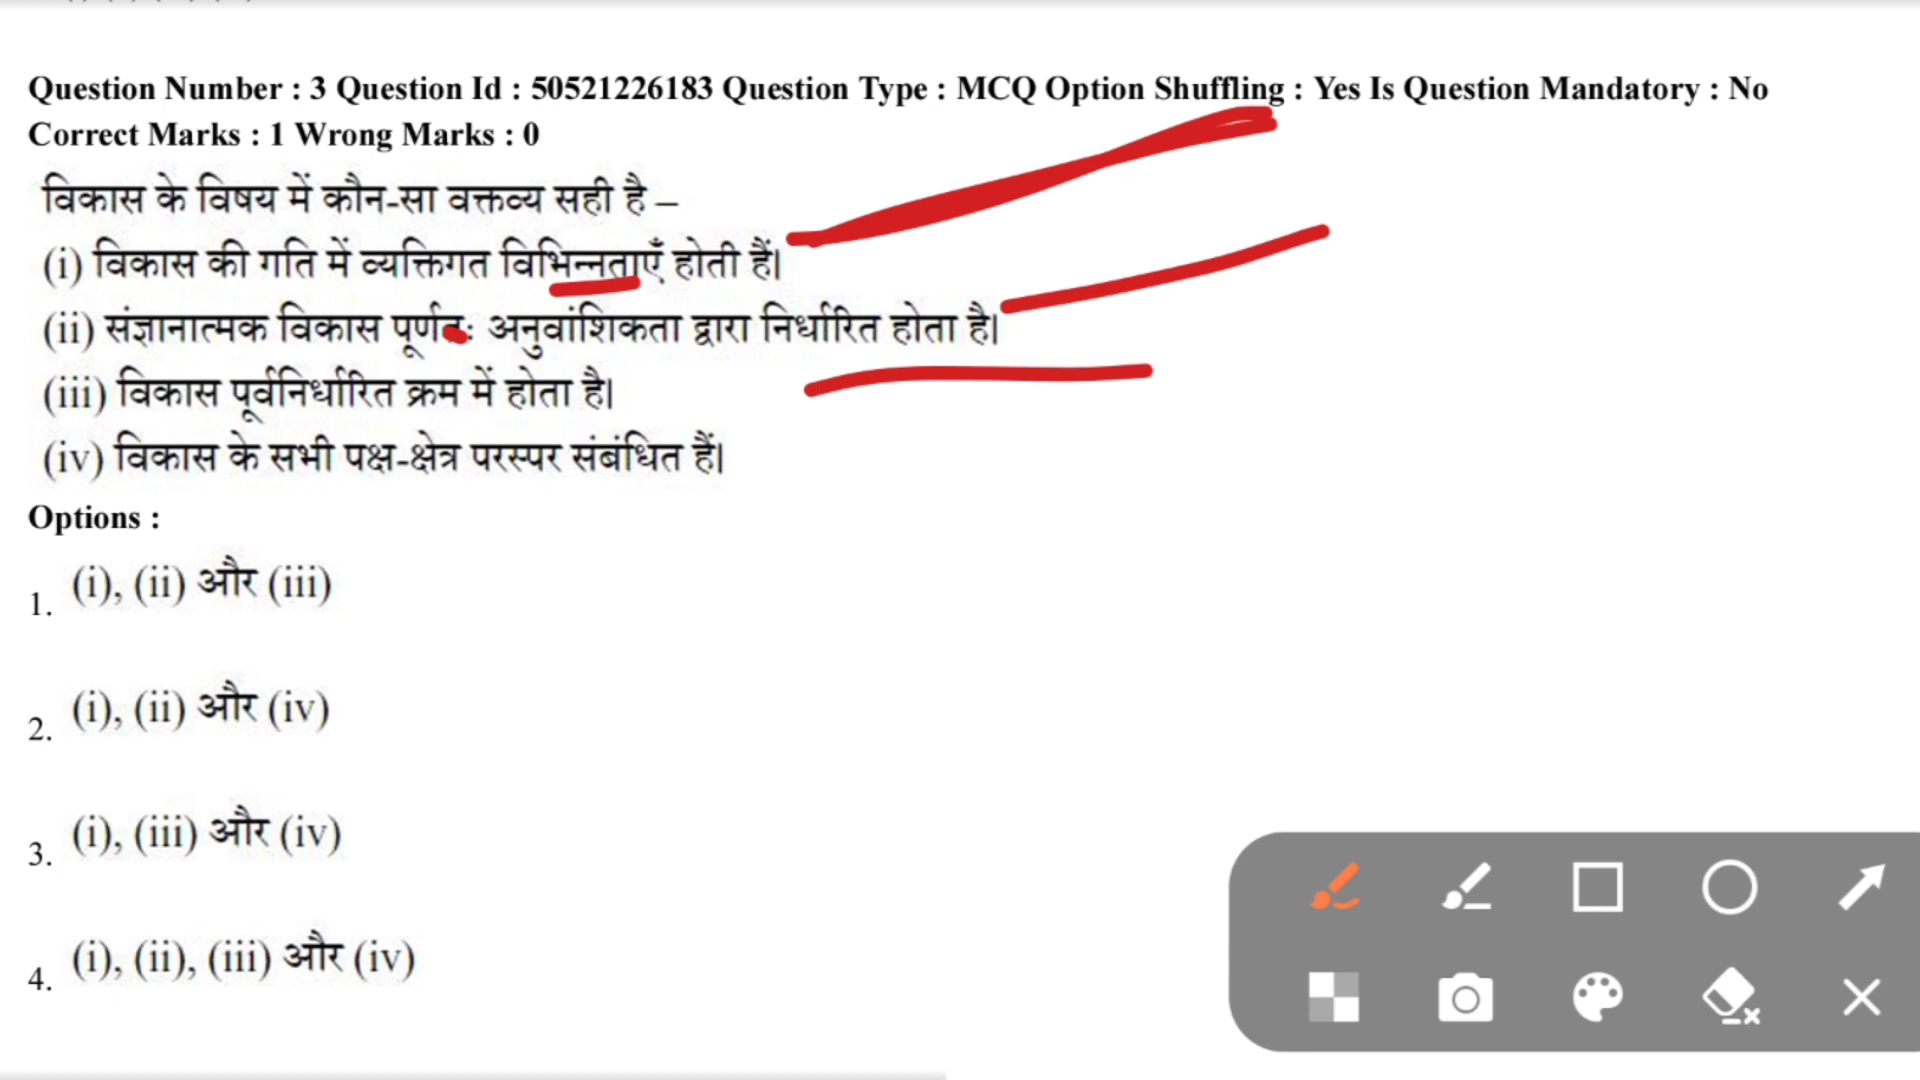 Question Number : 3 Question Id : 50521226183 Question Type : MCQ Option Shuffling : Yes Is Question Mandatory : No
Correct Marks : 1 Wrong Marks : 0
विकास के विषय में कौन-सा वक्तव्य सही है –
(i) विकास की गति में व्यक्तिगत विभिन्नताएँ होती हैं।
(ii) संज्ञानात्मक विकास पूर्णतः अनुवांशिकता द्वारा निर्धारित होता है।
(iii) विकास पूर्वनिर्धारित क्रम में होता है।
(iv) विकास के सभी पक्ष-क्षेत्र परस्पर संबंधित हैं।
Options :
1. (i), (ii) और (iii)
2. (i), (ii) और (iv)
3. (i), (iii) और (iv)
4. (i), (ii), (iii) और (iv)